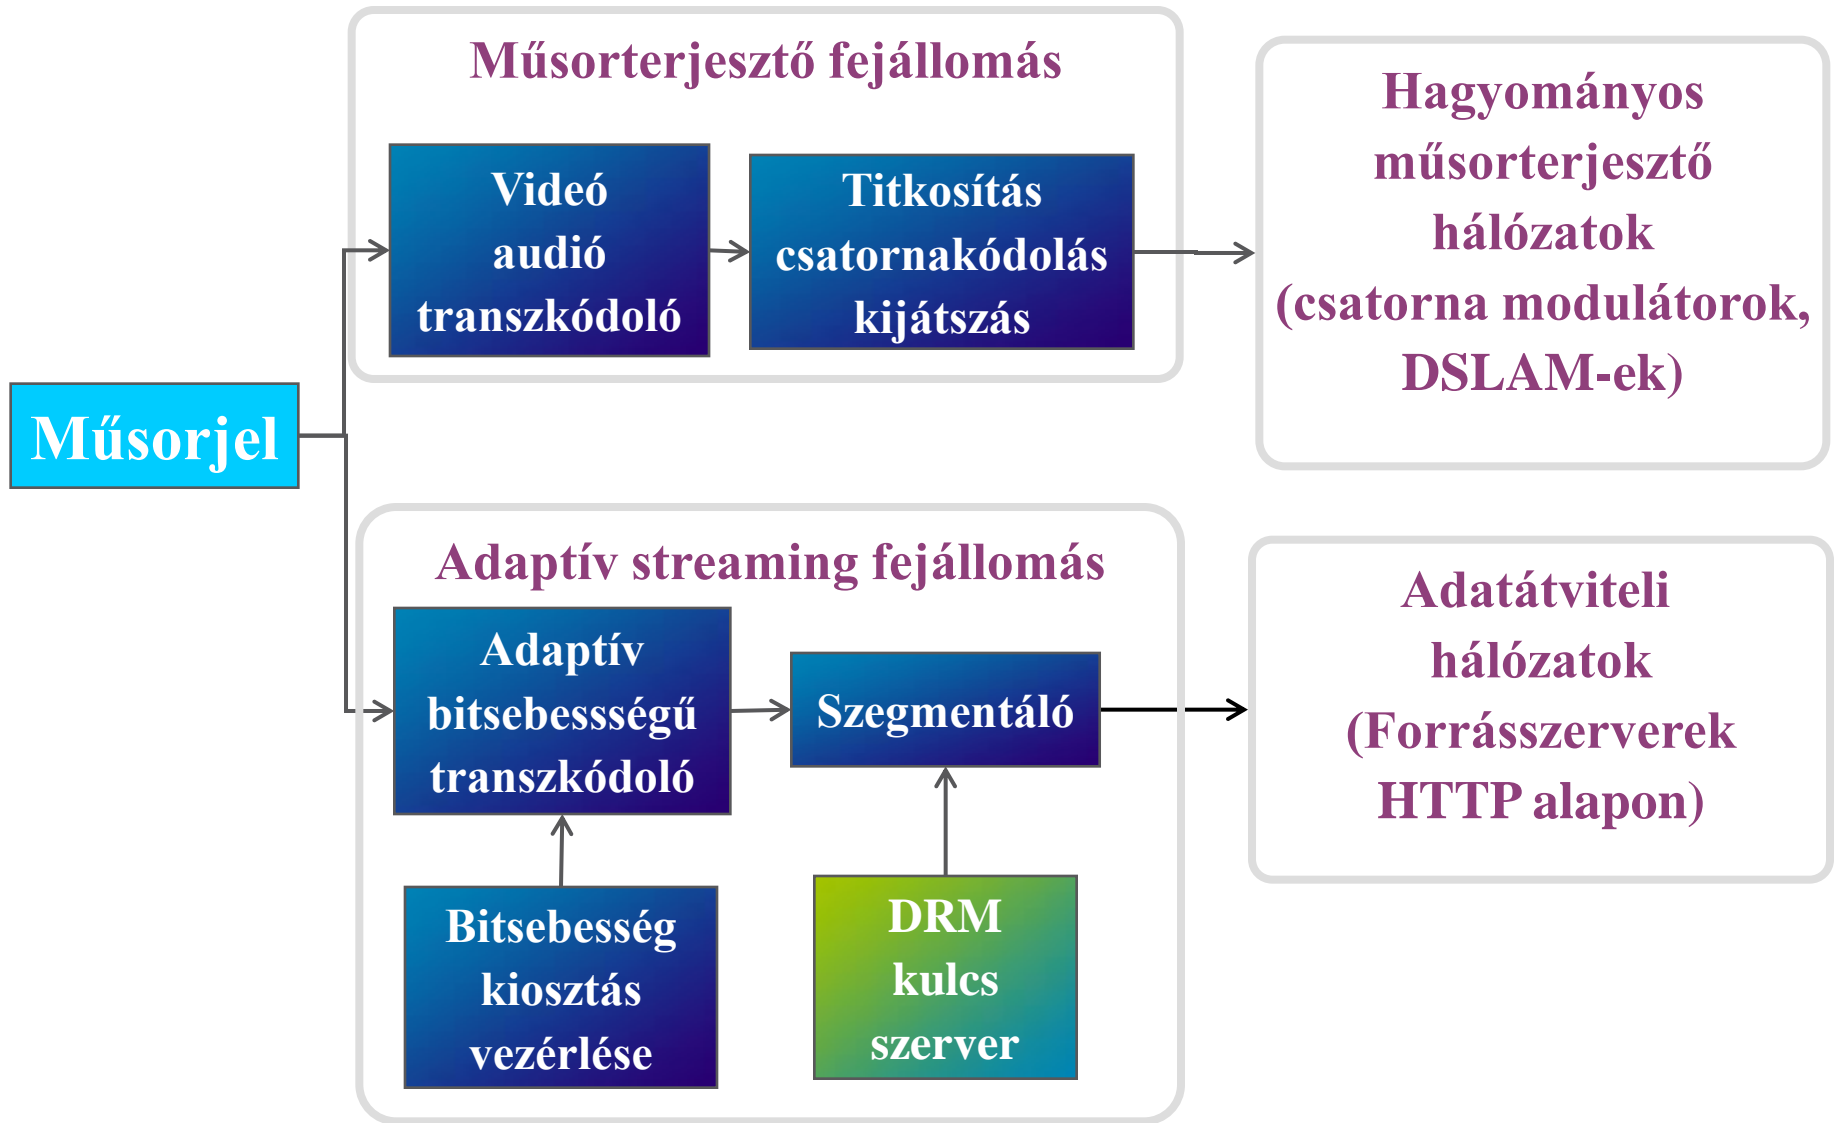 Műsorterjesztő fejállomás
Videó
audió
transzkódoló
Titkosítás
csatornakódolás
kijátszás
Hagyományos
műsorterjesztő
hálózatok
(csatorna modulátorok,
DSLAM-ek)
Műsorjel
Adaptív streaming fejállomás
Adaptív
bitsebessségű
transzkódoló
Szegmentáló
Bitsebesség
kiosztás
vezérlése
DRM
kulcs
szerver
Adatátviteli
hálózatok
(Forrásszerverek
HTTP alapon)